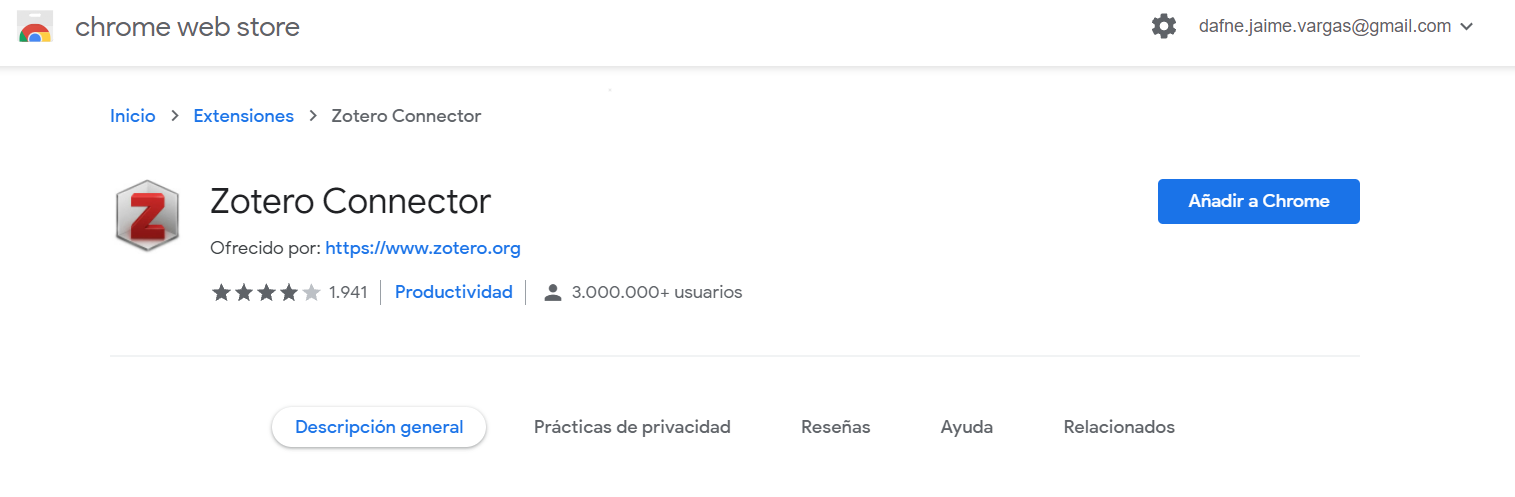 chrome web store
dafne.jaime.vargas@gmail.com
Inicio > Extensiones > Zotero Connector
Z
Zotero Connector
Añadir a Chrome
Ofrecido por: https://www.zotero.org
1.941 Productividad 3.000.000+ usuarios
Descripción general Prácticas de privacidad Reseñas Ayuda Relacionados